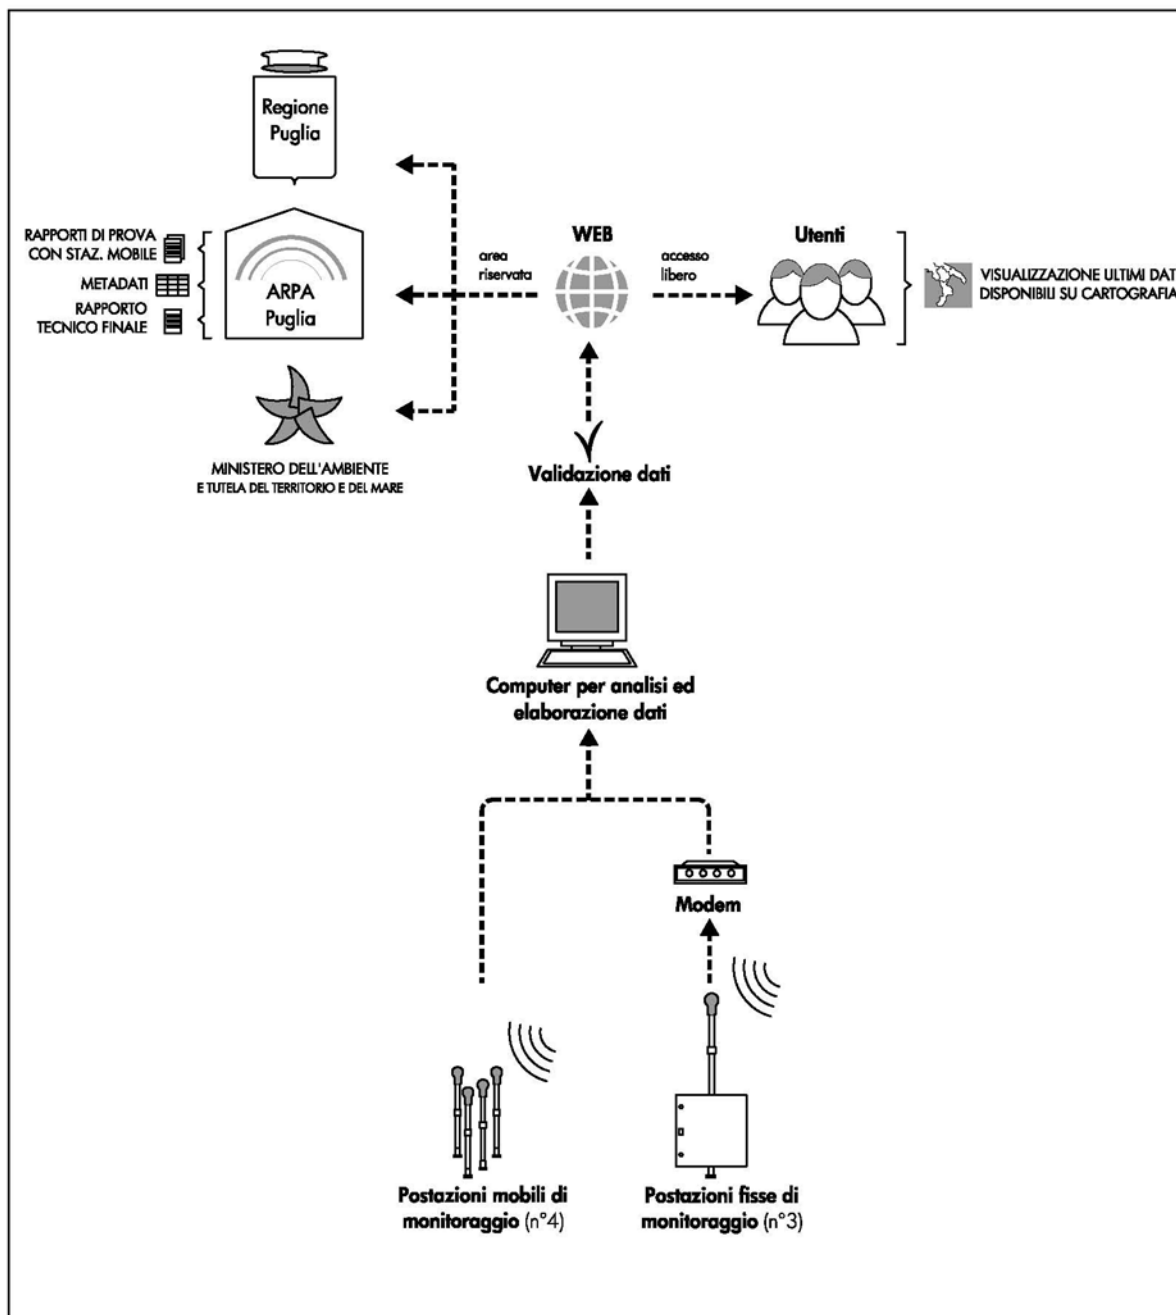 Regione
Puglia
RAPPORTI DI PROVA
CON STAZ. MOBILE
METADATI
RAPPORTO
TECNICO FINALE
ARPA
Puglia
MINISTERO DELL'AMBIENTE
E TUTELA DEL TERRITORIO E DEL MARE
area
riservata
WEB
accesso
libero
Utenti
VISUALIZZAZIONE ULTIMI DAT
DISPONIBILI SU CARTOGRAFIA
Validazione dati
Computer per analisi ed
elaborazione dati
Modem
Postazioni mobili di
monitoraggio (n°4)
Postazioni fisse di
monitoraggio (n°3)